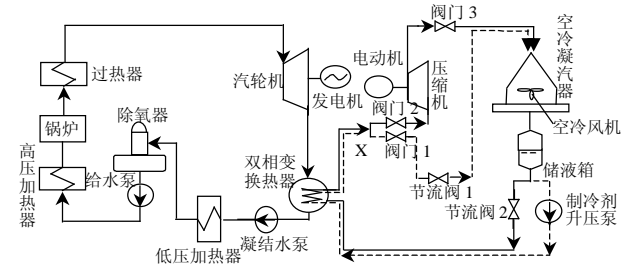 阀门 3
空冷凝汽器
电动机
压缩机
过热器
汽轮机
发电机
阀门 2
除氧器
锅炉
空冷风机
X
阀门 1
高压加热器
双相变
换热器
储液箱
给水泵
节流阀 1
制冷剂
升压泵
节流阀 2
低压加热器
凝结水泵